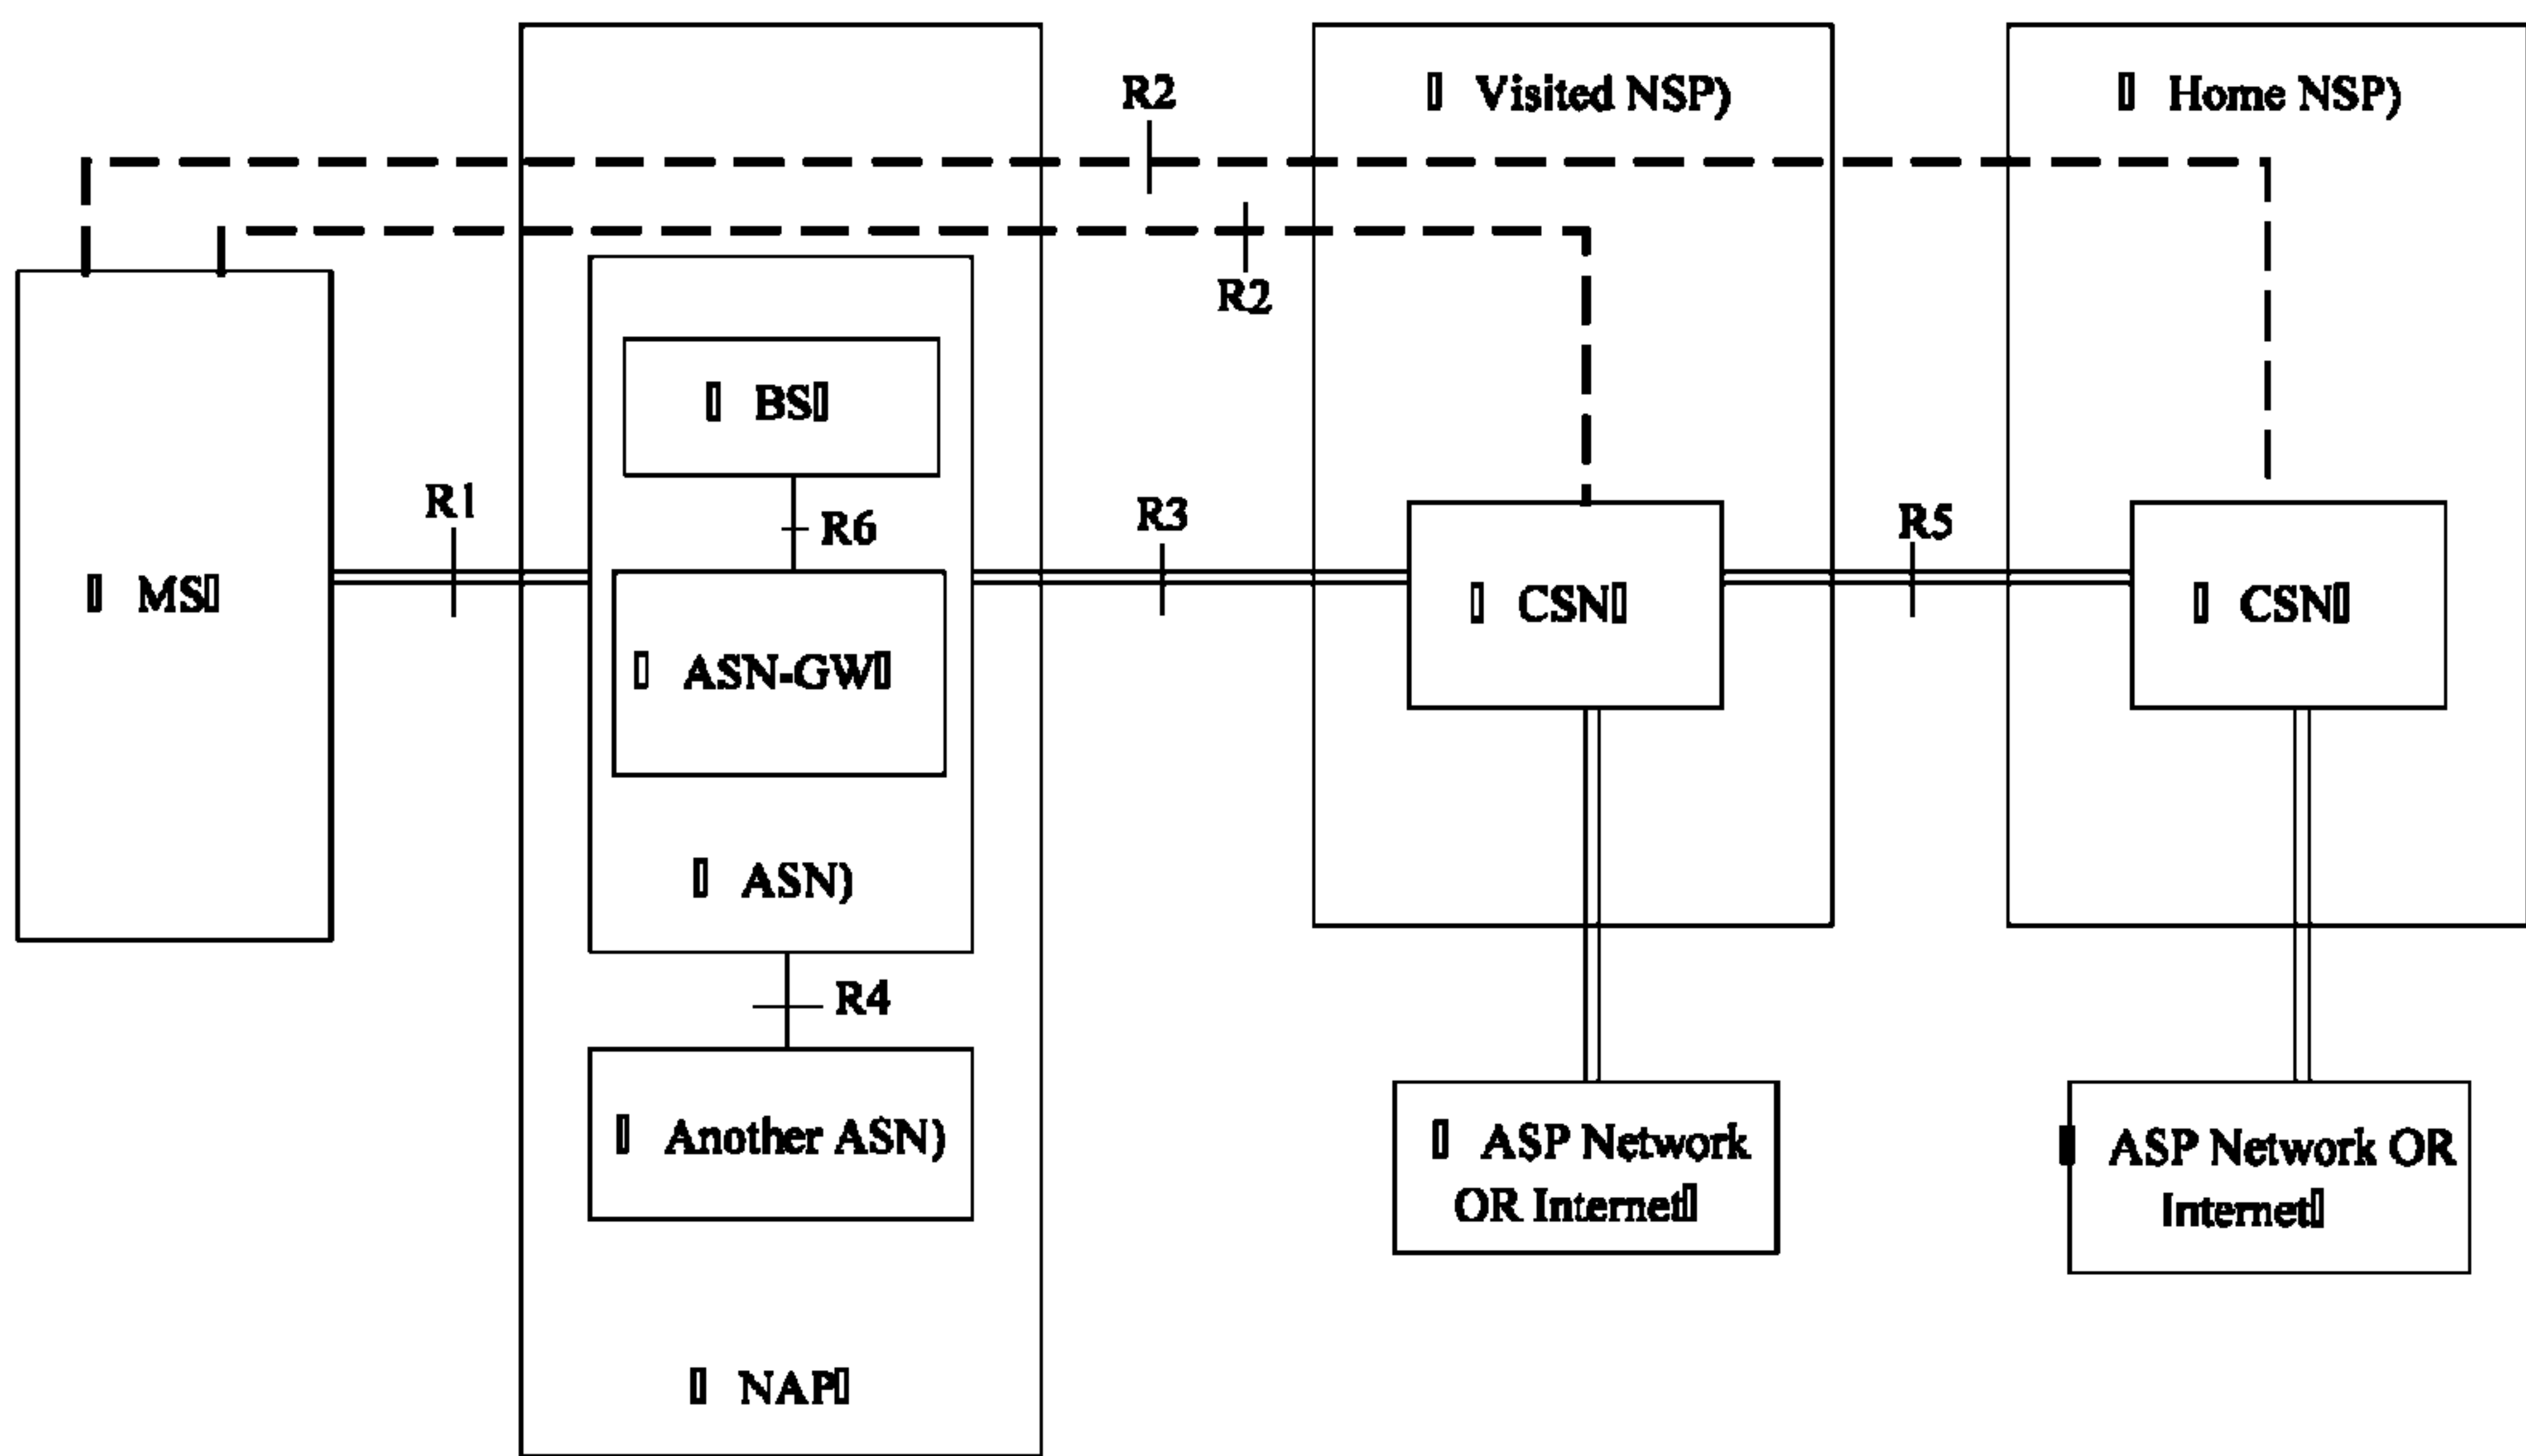 R2
▯ Visited NSP)
▯ Home NSP)
R2
▯ BS▯
R1
R6
R3
R5
▯ MS▯
▯ ASN-GW▯
▯ CSN▯
▯ CSN▯
▯ ASN)
R4
▯ Another ASN)
▯ ASP Network
OR Internet▯
▮ ASP Network OR
Internet▯
▯ NAP▯